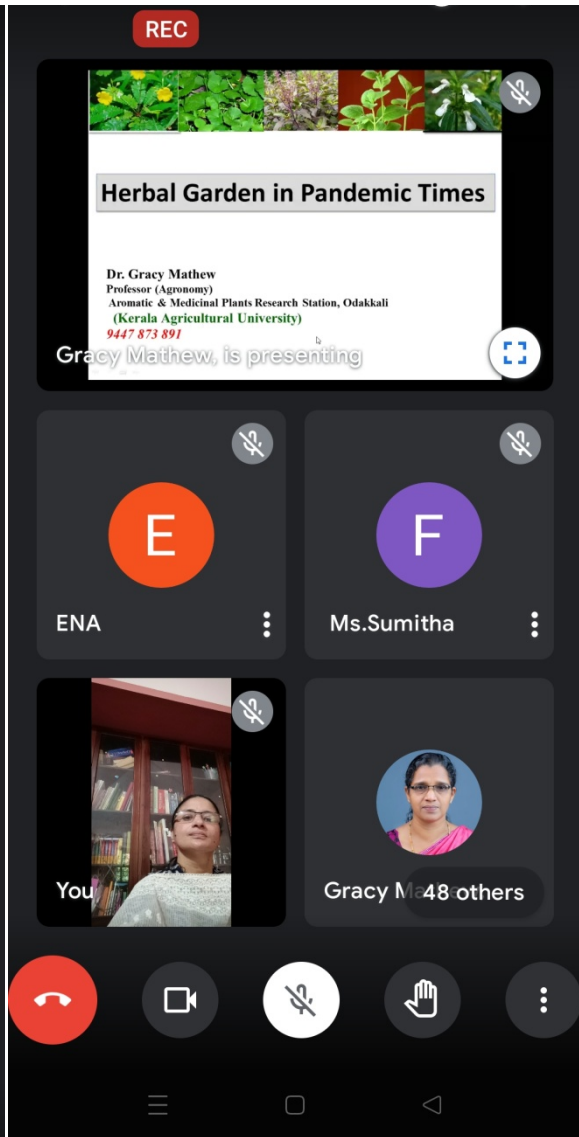 REC
Herbal Garden in Pandemic Times
Dr. Gracy Mathew
Professor (Agronomy)
Aromatic & Medicinal Plants Research Station, Odakkali
(Kerala Agricultural University)
9447 873 891
Gracy Mathew, is presenting
E
F
ENA
Ms.Sumitha
You
Gracy
48 others